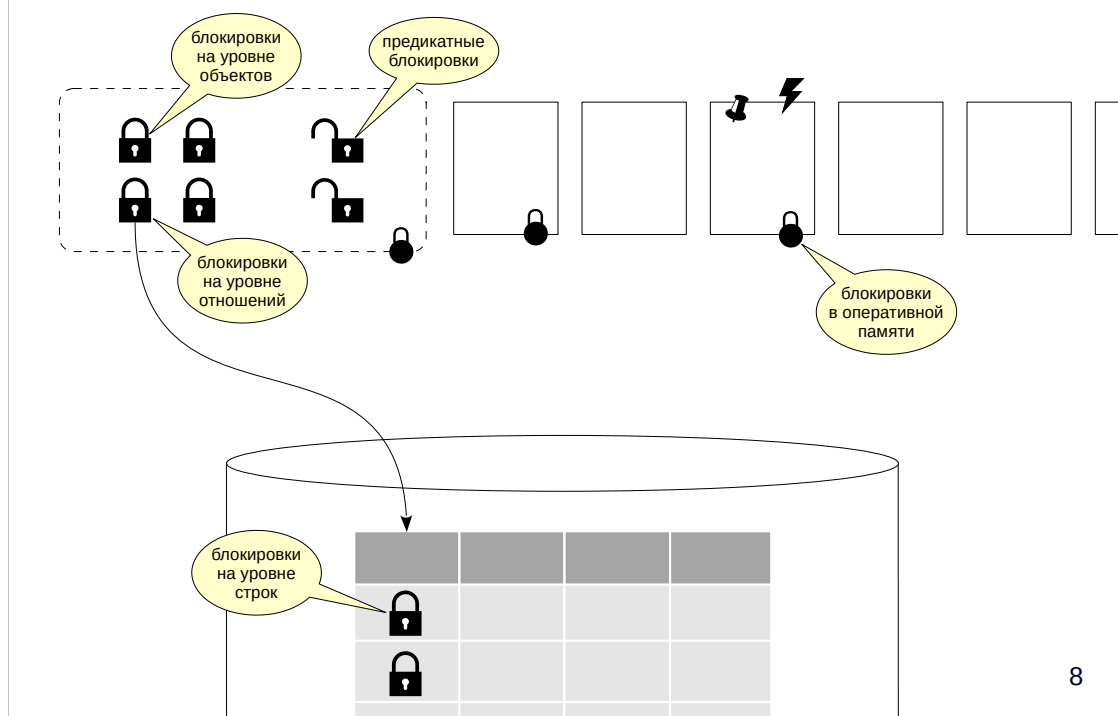 блокировки
на уровне
объектов
предикатные
блокировки
блокировки
на уровне
отношений
блокировки
в оперативной
памяти
блокировки
на уровне
строк
8